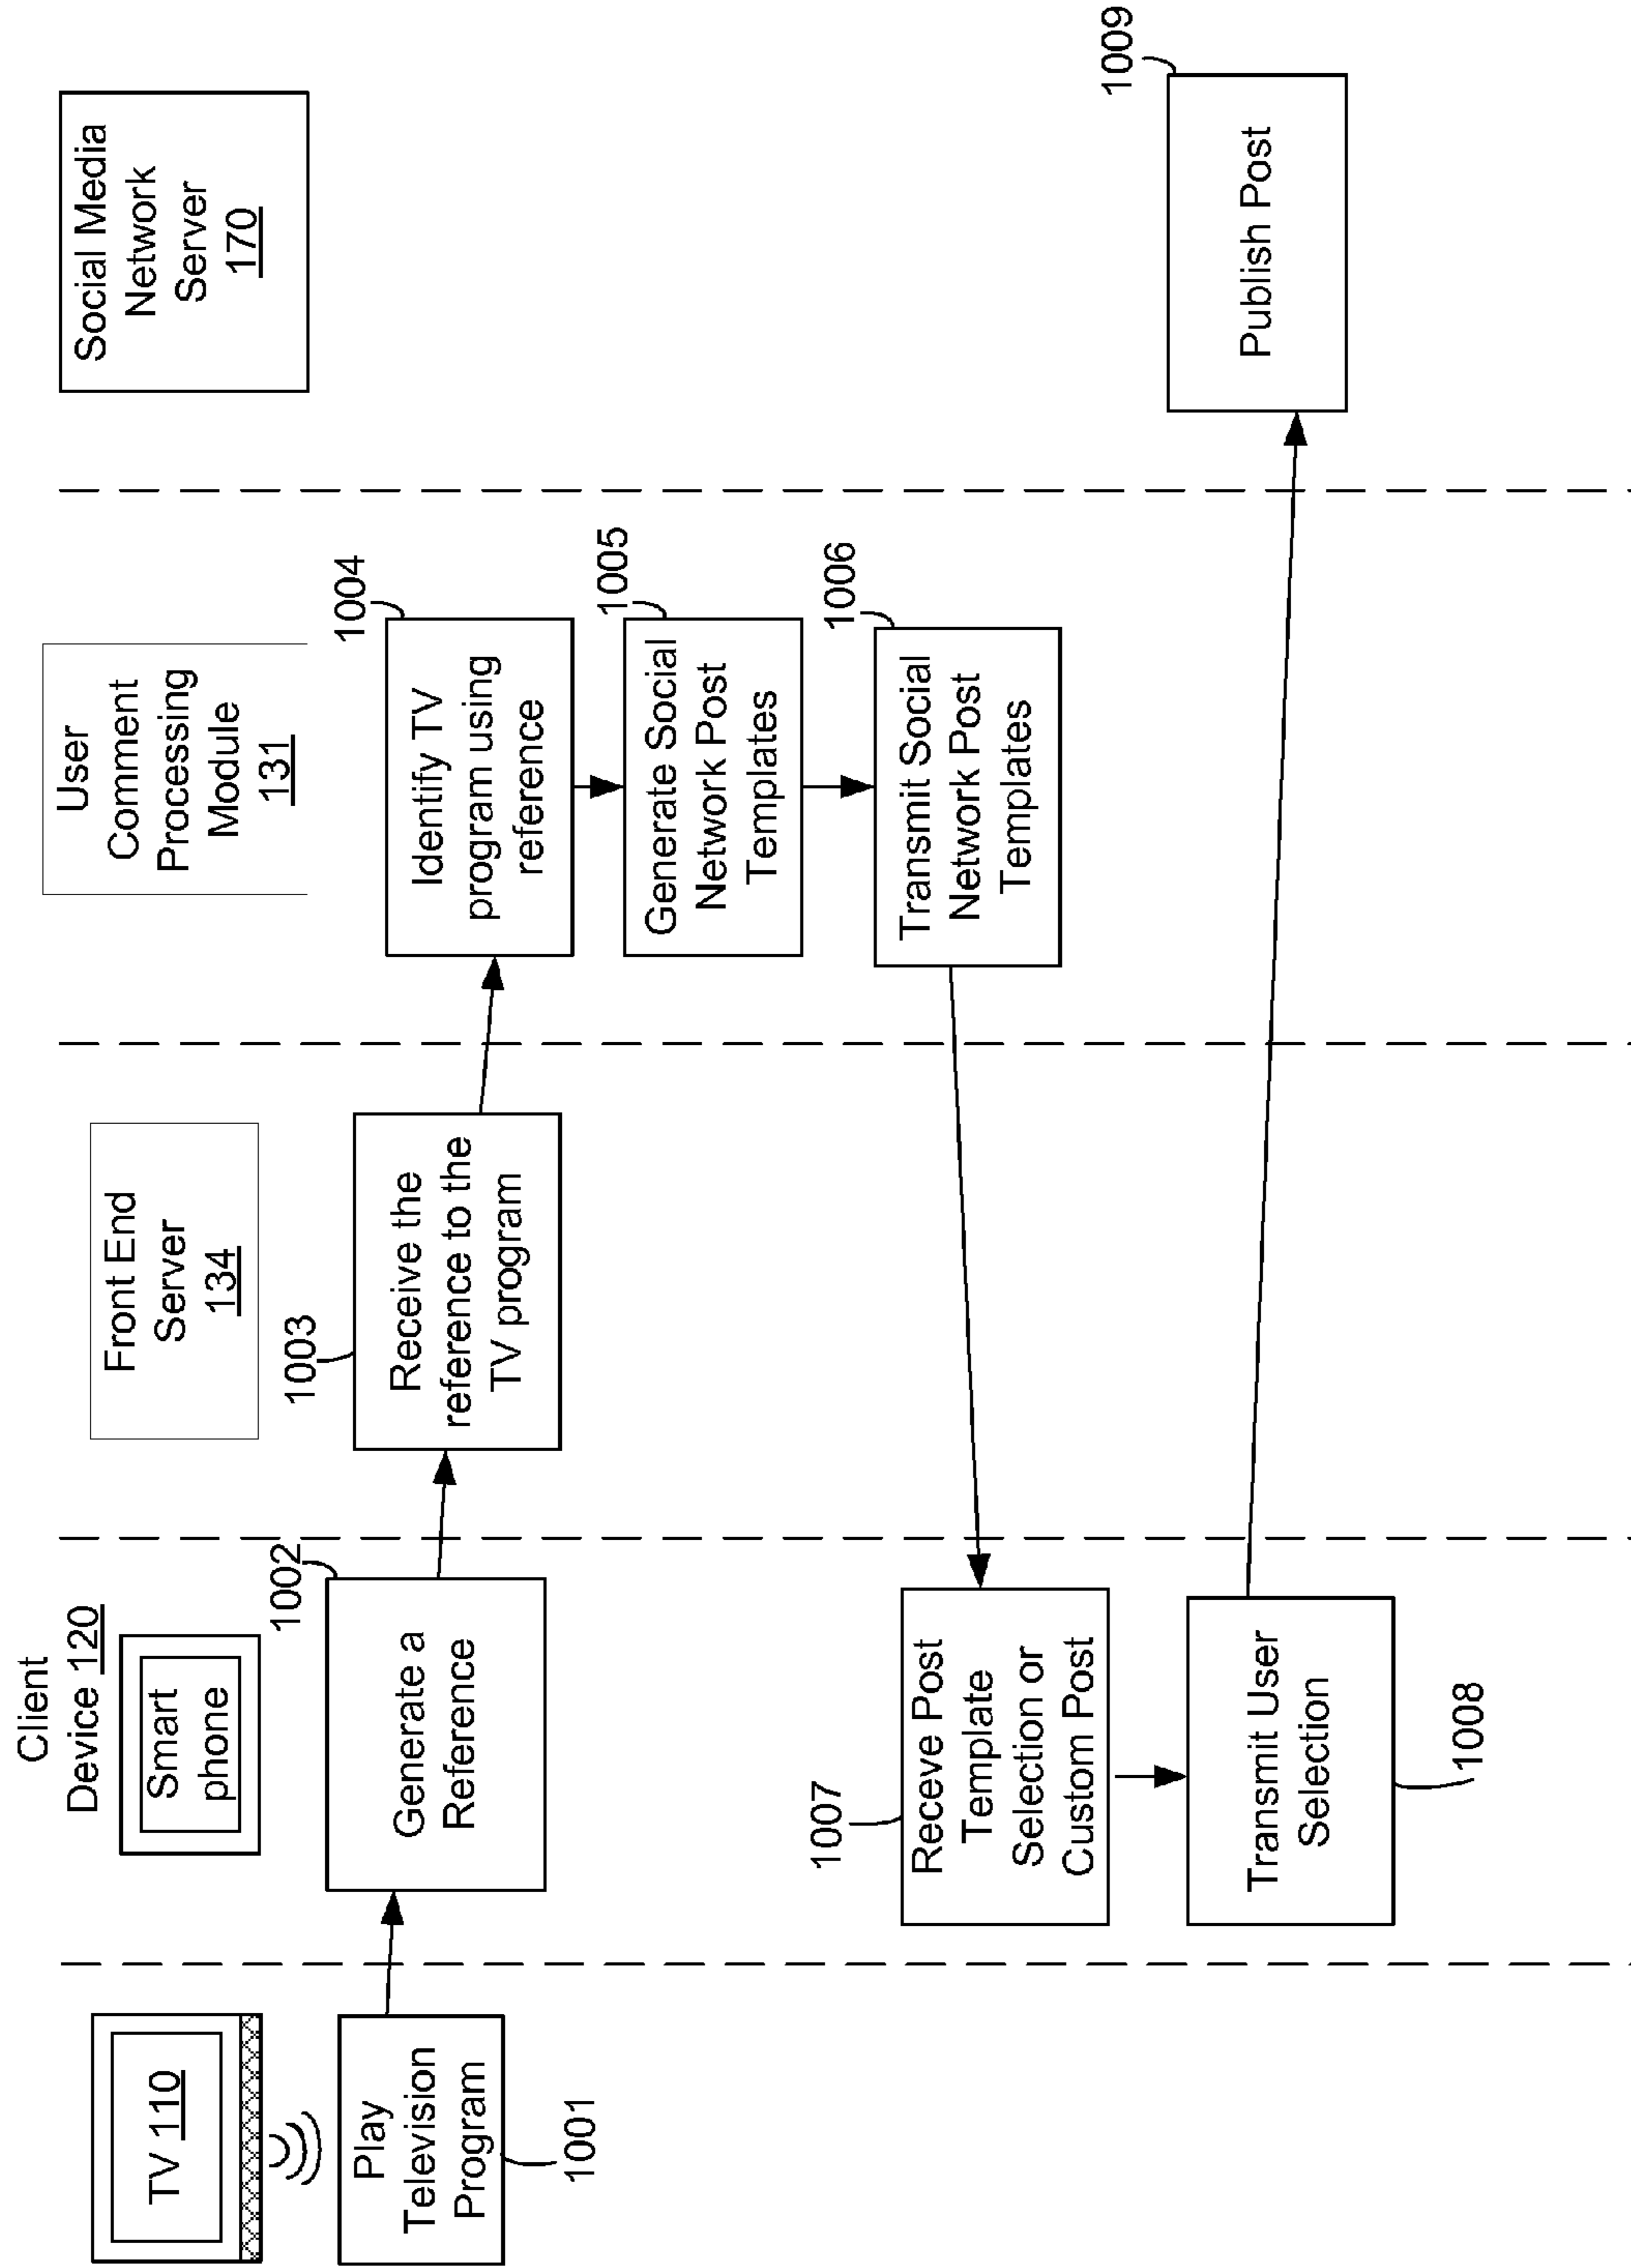 TV 110
Client
Device 120
Smart
phone
Front End
Server
134
User
Comment
Processing
Module
131
Social Media
Network
Server
170
Play
Television
Program
1001
Generate a
Reference
1002
Receive the
reference to the
TV program
1003
Identify TV
program using
reference
1004
Generate Social
Network Post
Templates
1005
Transmit Social
Network Post
Templates
1006
Receve Post
Template
Selection or
Custom Post
1007
Transmit User
Selection
1008
Publish Post
1009